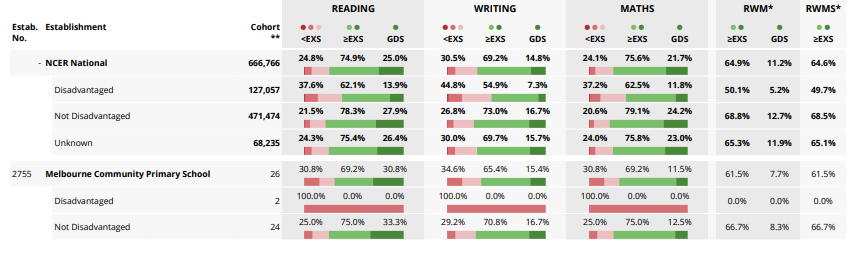 READING WRITING MATHS RWM* RWMS*
Estab. No. Establishment Cohort ** <EXS ≥EXS GDS <EXS ≥EXS GDS <EXS ≥EXS GDS ≥EXS GDS ≥EXS
- NCER National 666,766 24.8% 74.9% 25.0% 30.5% 69.2% 14.8% 24.1% 75.6% 21.7% 64.9% 11.2% 64.6%
Disadvantaged 127,057 37.6% 62.1% 13.9% 44.8% 54.9% 7.3% 37.2% 62.5% 11.8% 50.1% 5.2% 49.7%
Not Disadvantaged 471,474 21.5% 78.3% 27.9% 26.8% 73.0% 16.7% 20.6% 79.1% 24.2% 68.8% 12.7% 68.5%
Unknown 68,235 24.3% 75.4% 26.4% 30.0% 69.7% 15.7% 24.0% 75.8% 23.0% 65.3% 11.9% 65.1%
2755 Melbourne Community Primary School 26 30.8% 69.2% 30.8% 34.6% 65.4% 15.4% 30.8% 69.2% 11.5% 61.5% 7.7% 61.5%
Disadvantaged 2 100.0% 0.0% 0.0% 100.0% 0.0% 0.0% 100.0% 0.0% 0.0% 0.0% 0.0% 0.0%
Not Disadvantaged 24 25.0% 75.0% 33.3% 29.2% 70.8% 16.7% 25.0% 75.0% 12.5% 66.7% 8.3% 66.7%